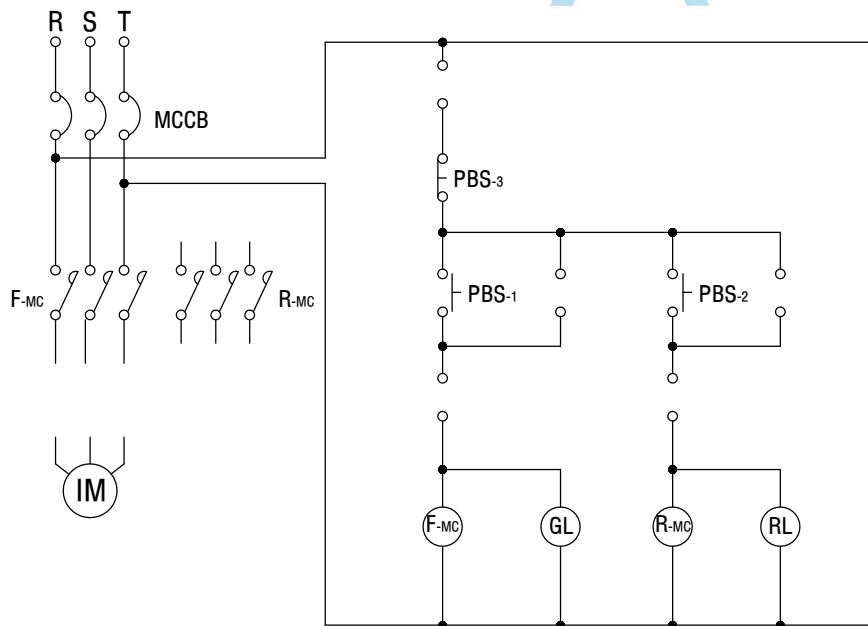 R S T
MCCB
PBS-3
F-MC
R-MC
PBS-1
PBS-2
IM
F-MC
GL
R-MC
RL